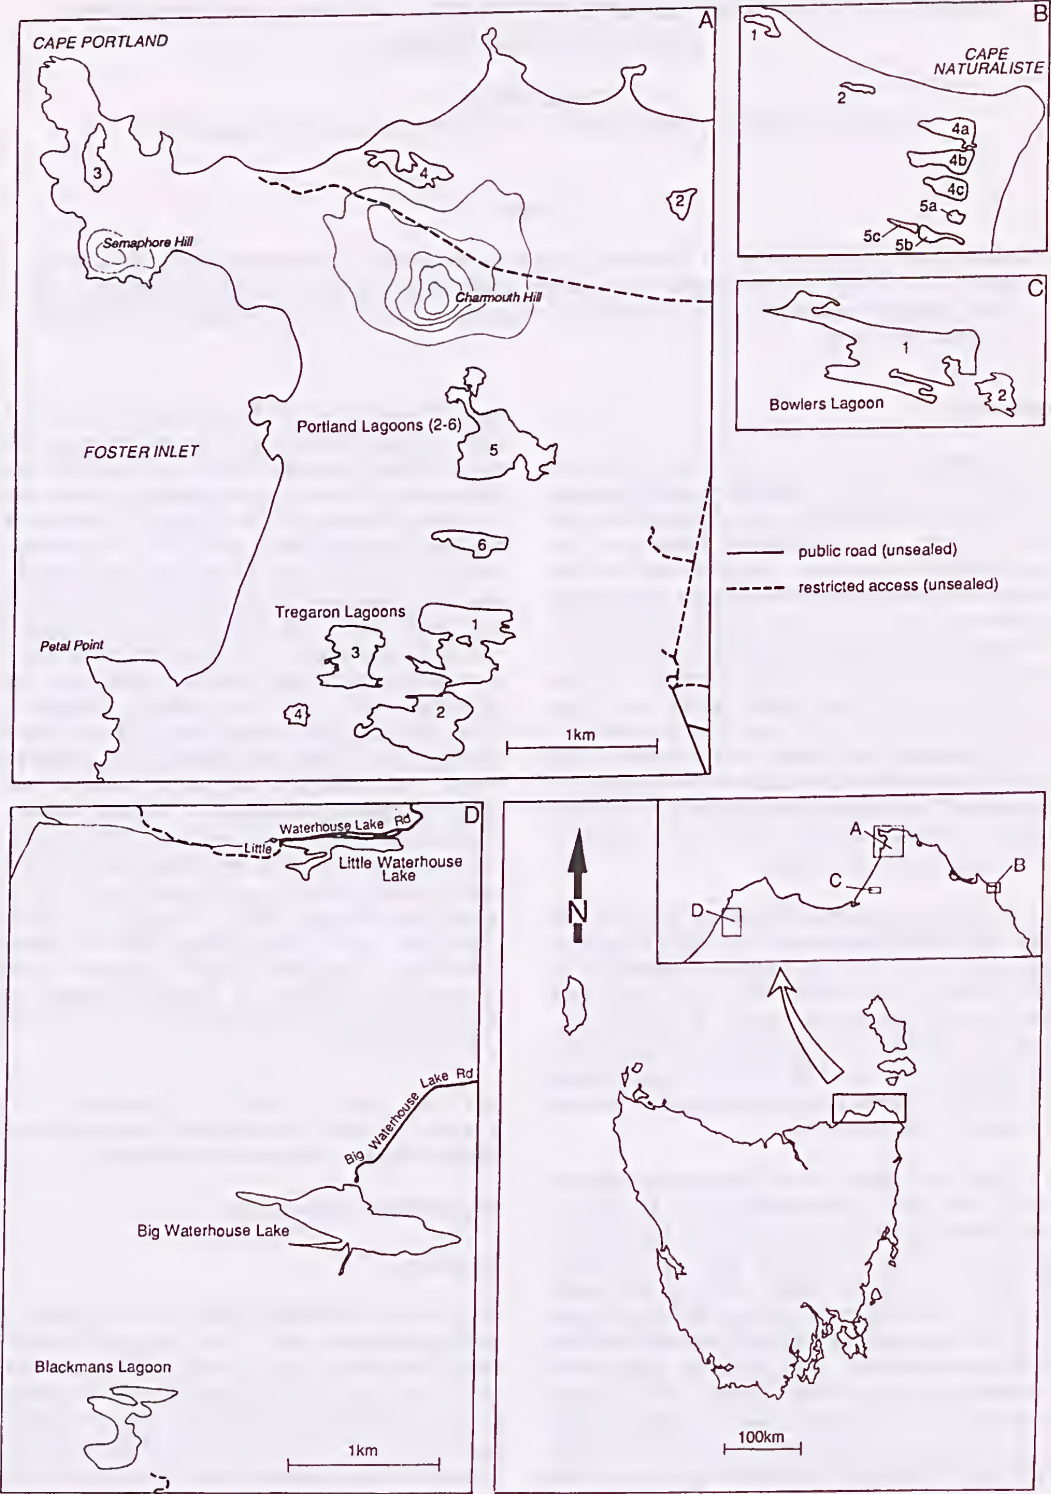 A
CAPE PORTLAND
3
4
2
Semaphore Hill
Charmouth Hill
Portland Lagoons (2-6)
5
FOSTER INLET
6
Tregaron Lagoons
1
3
Petal Point
4
2
1km
B
1
CAPE
NATURALISTE
2
4a
4b
4c
5a
5c
5b
C
1
2
Bowlers Lagoon
public road (unsealed)
restricted access (unsealed)
D
Little Waterhouse Lake Rd
Little Waterhouse
Lake
Big Waterhouse Lake Rd
Big Waterhouse Lake
Blackmans Lagoon
1km
N
A
B
C
D
100km